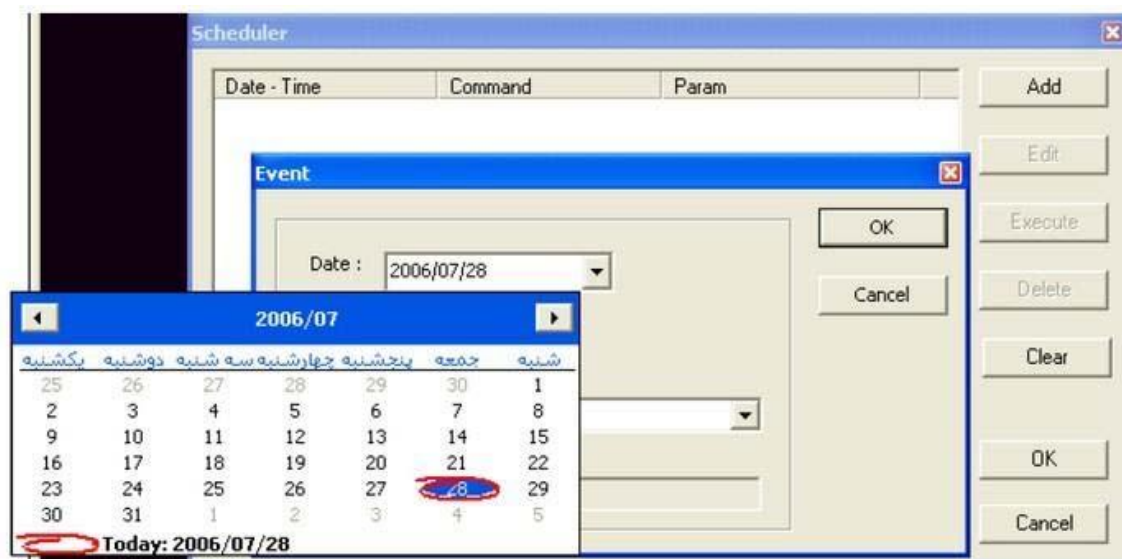 Scheduler
Date - Time Command Param
Add
Edit
Execute
Delete
Clear
OK
Cancel
Event
OK
Cancel
Date :
2006/07/28
2006/07
یکشنبه دوشنبه سه شنبه چهارشنبه پنجشنبه جمعه شنبه
25 26 27 28 29 30 1
2 3 4 5 6 7 8
9 10 11 12 13 14 15
16 17 18 19 20 21 22
23 24 25 26 27 28 29
30 31 1 2 3 4 5
Today: 2006/07/28